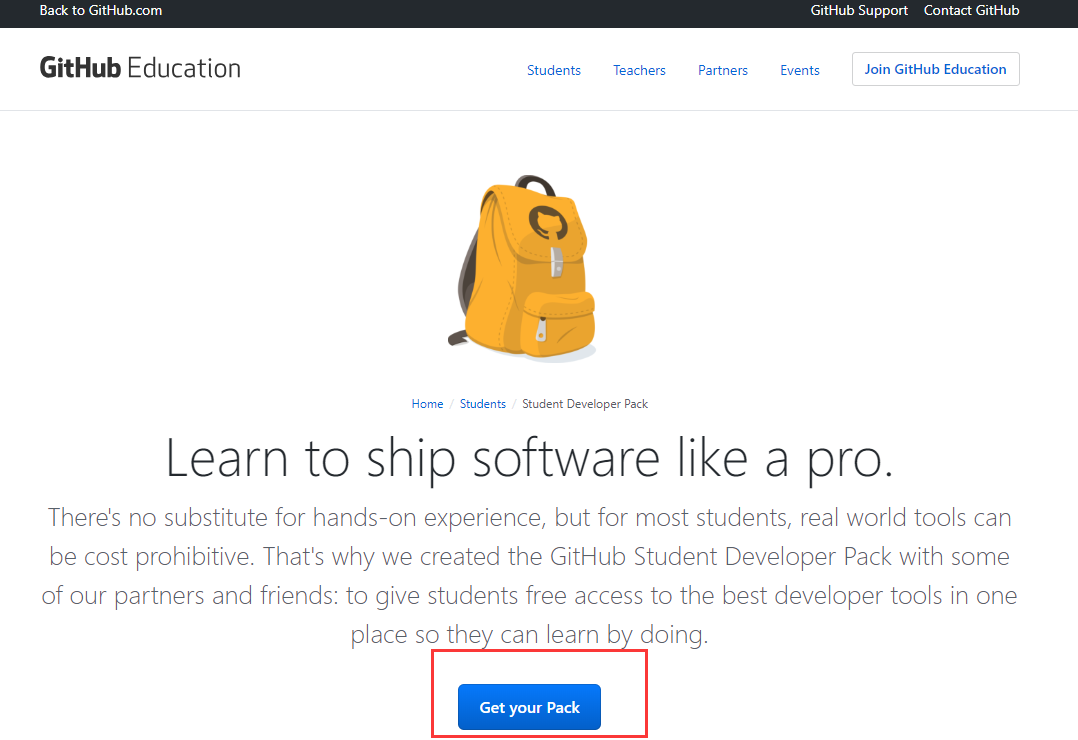 Back to GitHub.com GitHub Support Contact GitHub
GitHub Education Students Teachers Partners Events Join GitHub Education
Home / Students / Student Developer Pack
Learn to ship software like a pro.
There's no substitute for hands-on experience, but for most students, real world tools can
be cost prohibitive. That's why we created the GitHub Student Developer Pack with some
of our partners and friends: to give students free access to the best developer tools in one
place so they can learn by doing.
Get your Pack